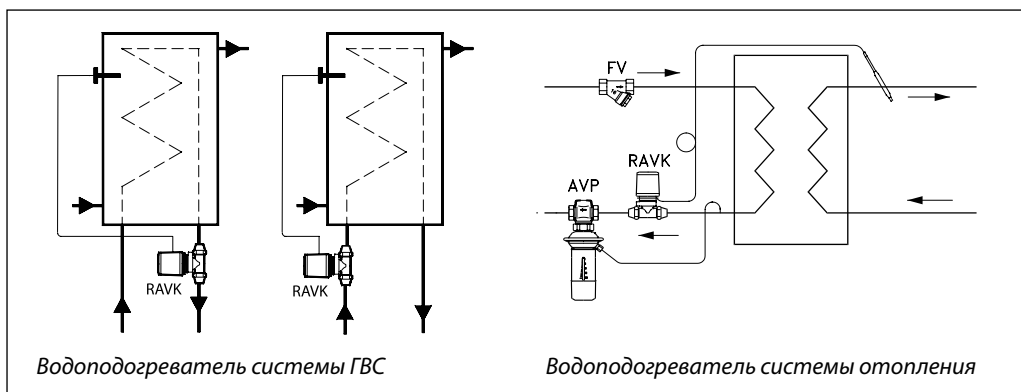 FV
RAVK
AVP
RAVK
RAVK
Водоподогреватель системы ГВС
Водоподогреватель системы отопления